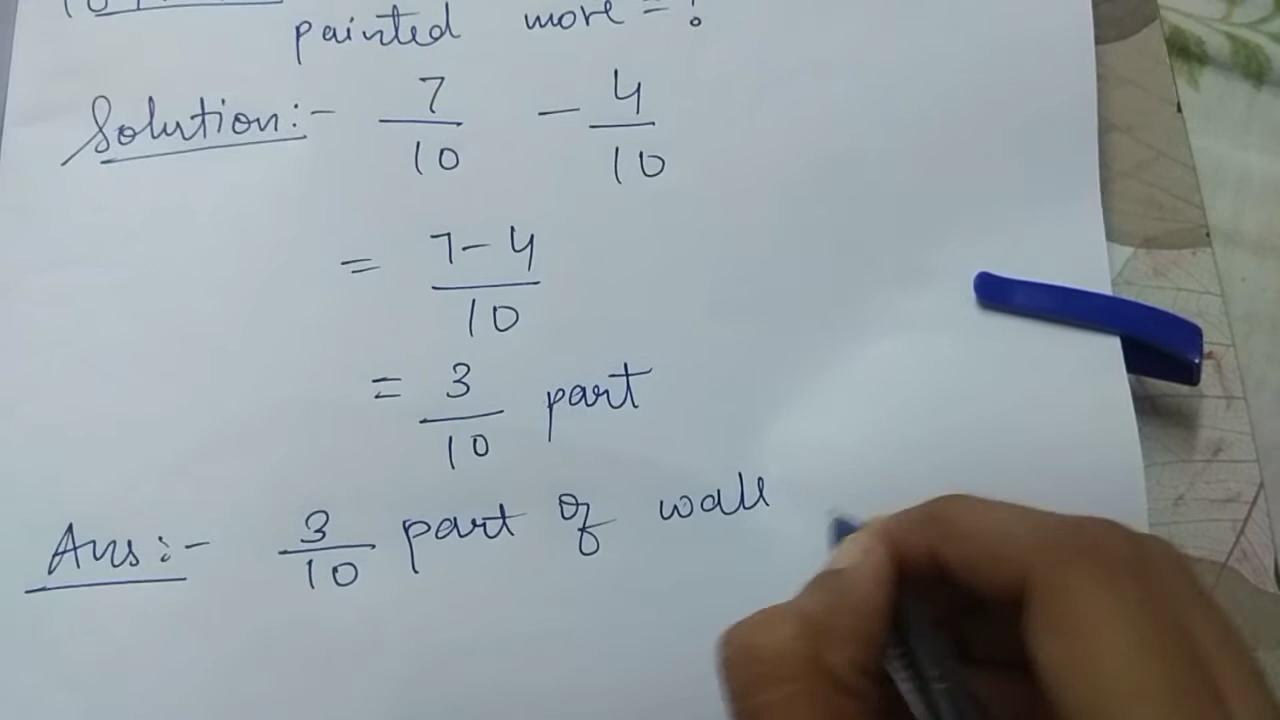 painted more = ?
Solution:- 7/10 - 4/10
= 7-4/10
= 3/10 part
Ans:- 3/10 part of wall